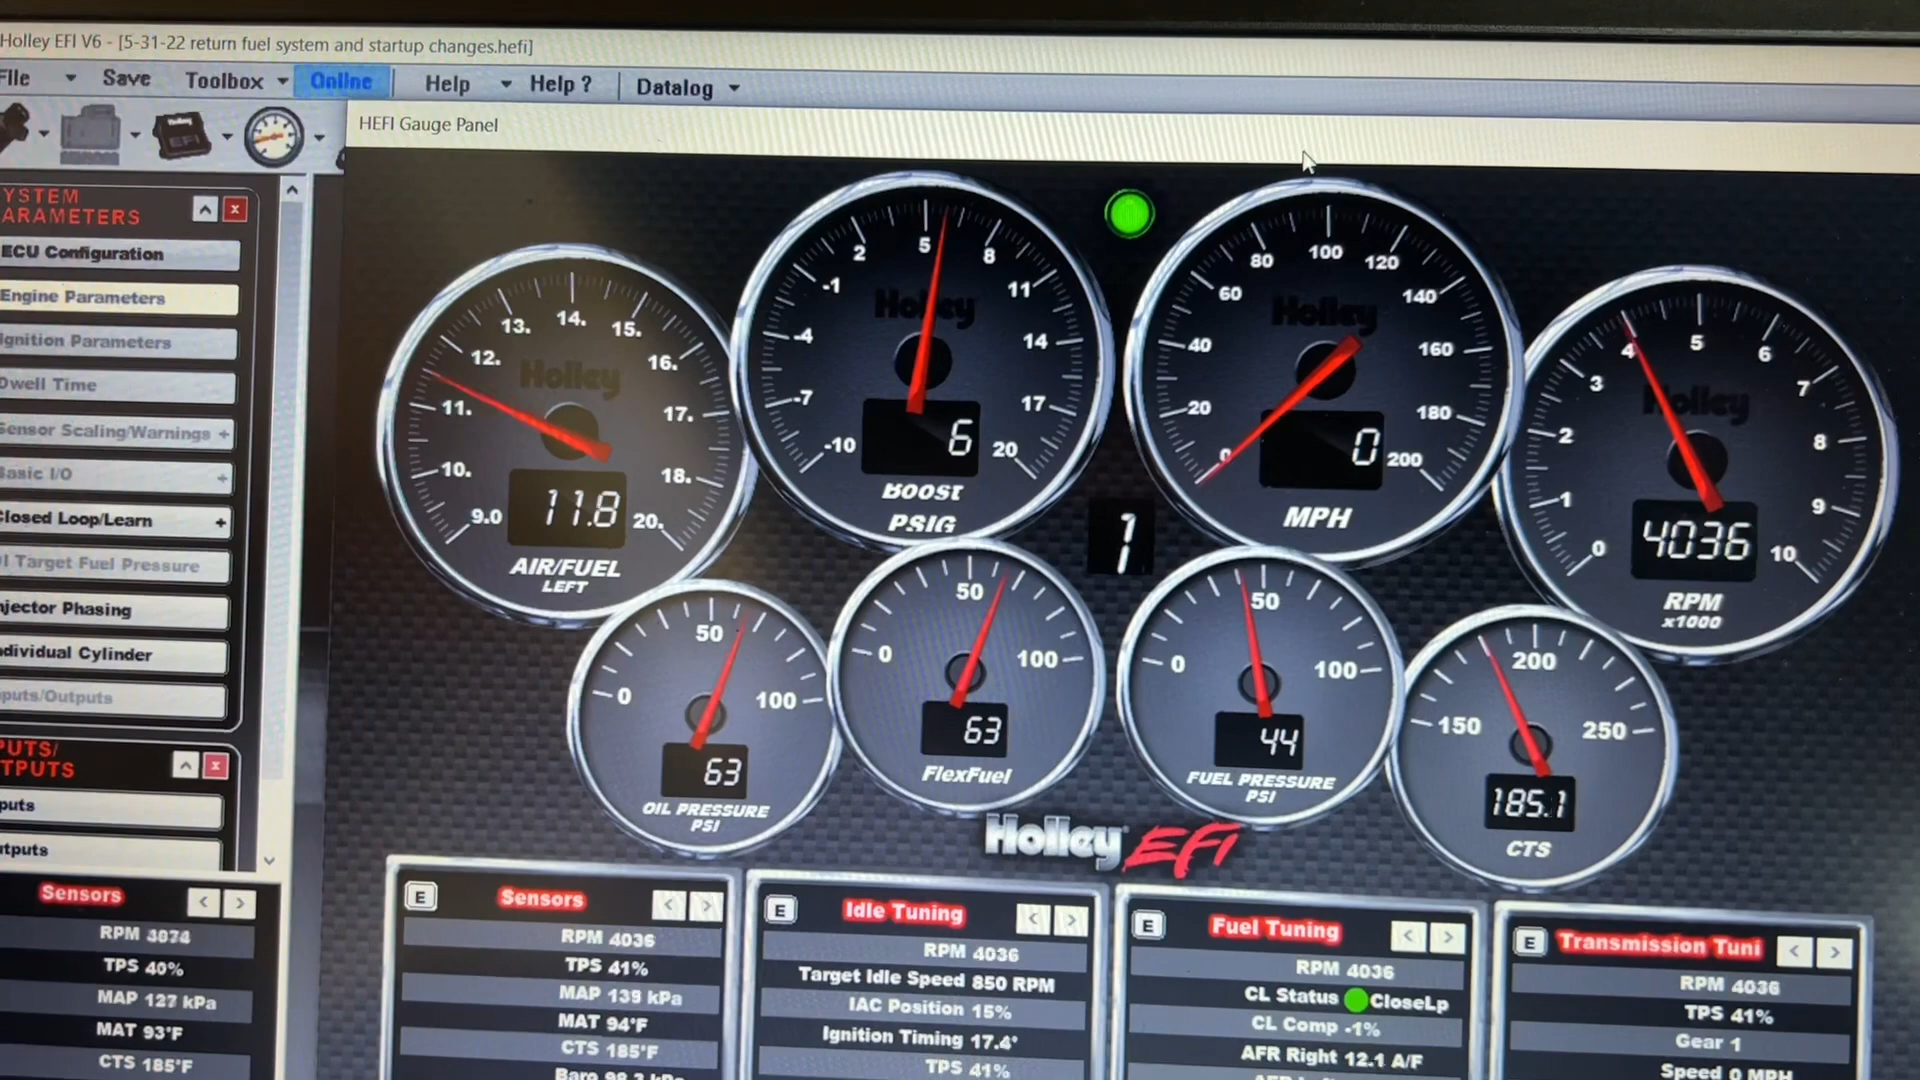 Holley EFI V6 - [5-31-22 return fuel system and startup changes.hefi]
File Save Toolbox Online Help Help ? Datalog
HEFI Gauge Panel
YSTEM
ARAMETERS
ECU Configuration
Engine Parameters
Ignition Parameters
Dwell Time
Sensor Scaling/Warnings +
Basic I/O +
Closed Loop/Learn +
l Target Fuel Pressure
njector Phasing
ndividual Cylinder
nputs/Outputs
PUTS/
TPUTS
puts
utputs
Sensors < >
RPM 3974
TPS 40%
MAP 127 kPa
MAT 93°F
CTS 185°F
Holley
9.0 10. 11. 12. 13. 14. 15. 16. 17. 18. 20.
11.8
AIR/FUEL
LEFT
Holley
-10 -7 -4 -1 2 5 8 11 14 17 20
6
BOOST
PSIG
Holley
0 20 40 60 80 100 120 140 160 180 200
0
MPH
Holley
0 1 2 3 4 5 6 7 8 9 10
4036
RPM
x1000
1
0 50 100
63
OIL PRESSURE
PSI
0 50 100
63
FlexFuel
0 50 100
44
FUEL PRESSURE
PSI
150 200 250
185.1
CTS
Holley EFI
E Sensors < >
RPM 4036
TPS 41%
MAP 139 kPa
MAT 94°F
CTS 185°F
E Idle Tuning < >
RPM 4036
Target Idle Speed 850 RPM
IAC Position 15%
Ignition Timing 17.4°
TPS 41%
E Fuel Tuning < >
RPM 4036
CL Status CloseLp
CL Comp -1%
AFR Right 12.1 A/F
E Transmission Tuni < >
RPM 4036
TPS 41%
Gear 1
Speed 0 MPH